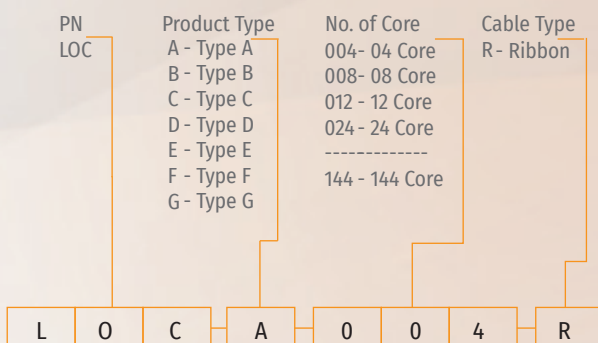 PN
LOC
Product Type
A - Type A
B - Type B
C - Type C
D - Type D
E - Type E
F - Type F
G - Type G
No. of Core
004- 04 Core
008- 08 Core
012 - 12 Core
024 - 24 Core
-------------
144 - 144 Core
Cable Type
R - Ribbon
L O C - A - 0 0 4 - R